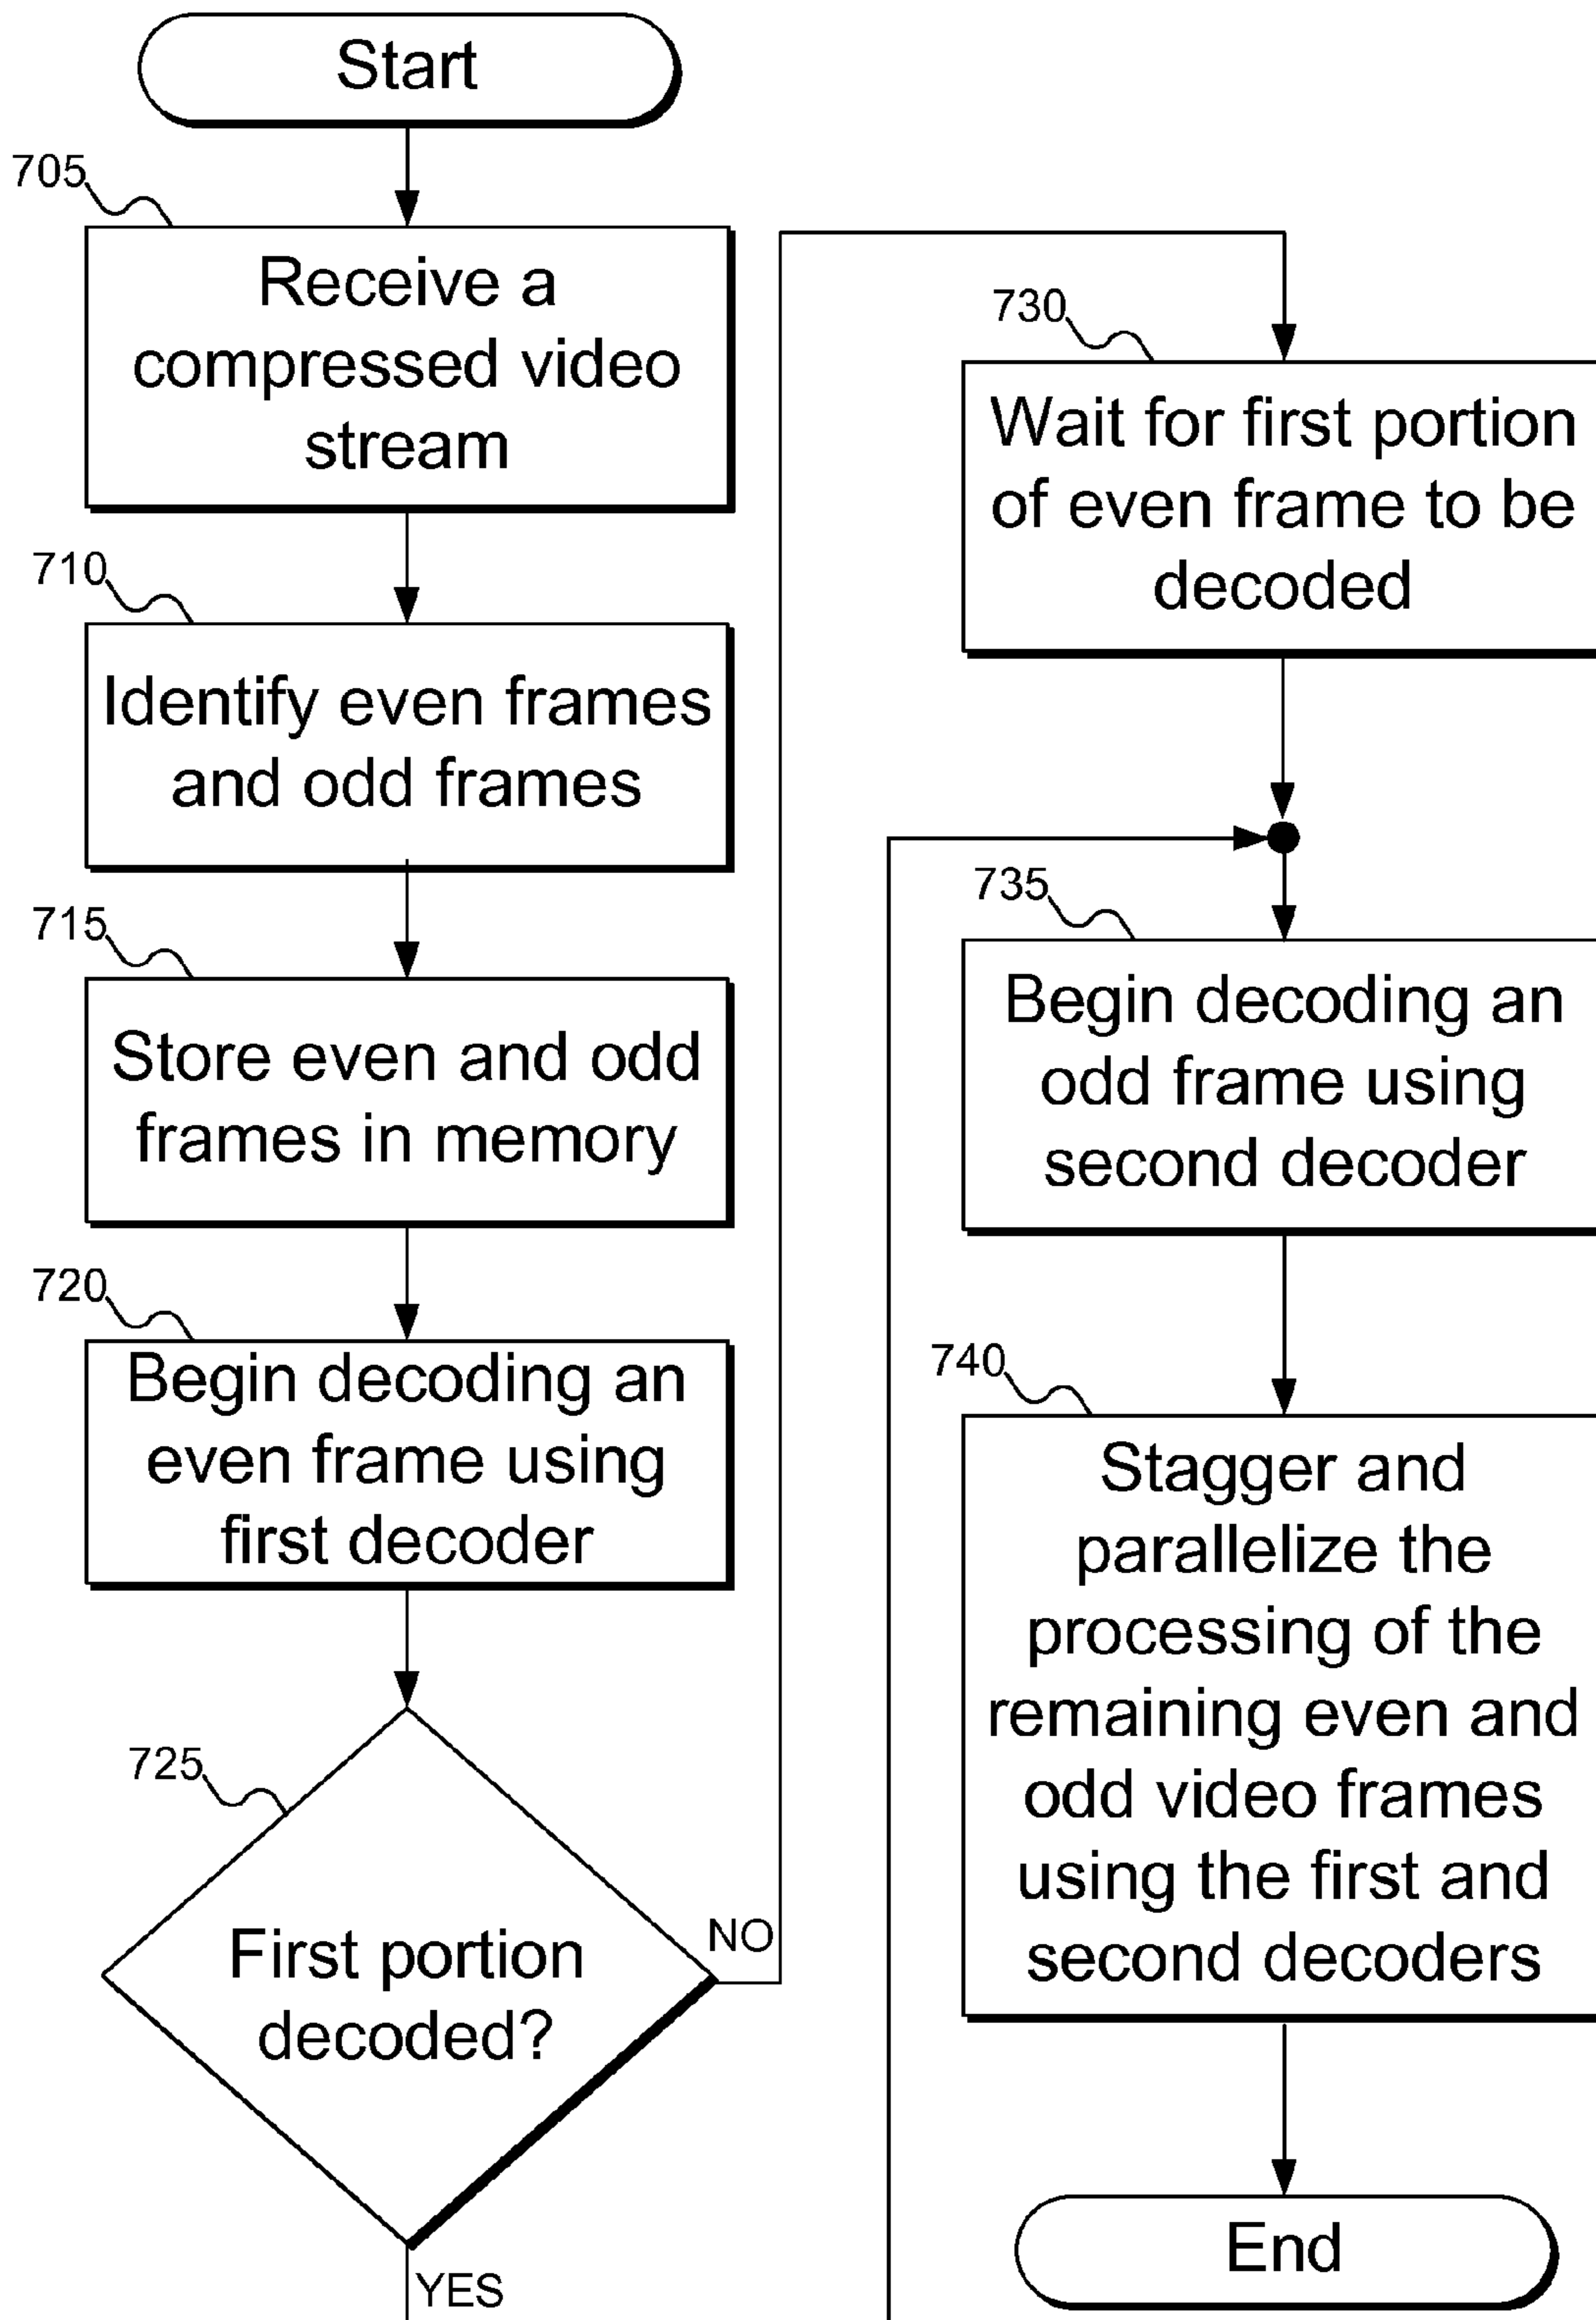 Start
705
Receive a
compressed video
stream
710
Identify even frames
and odd frames
715
Store even and odd
frames in memory
720
Begin decoding an
even frame using
first decoder
725
First portion
decoded?
NO
YES
730
Wait for first portion
of even frame to be
decoded
735
Begin decoding an
odd frame using
second decoder
740
Stagger and
parallelize the
processing of the
remaining even and
odd video frames
using the first and
second decoders
End